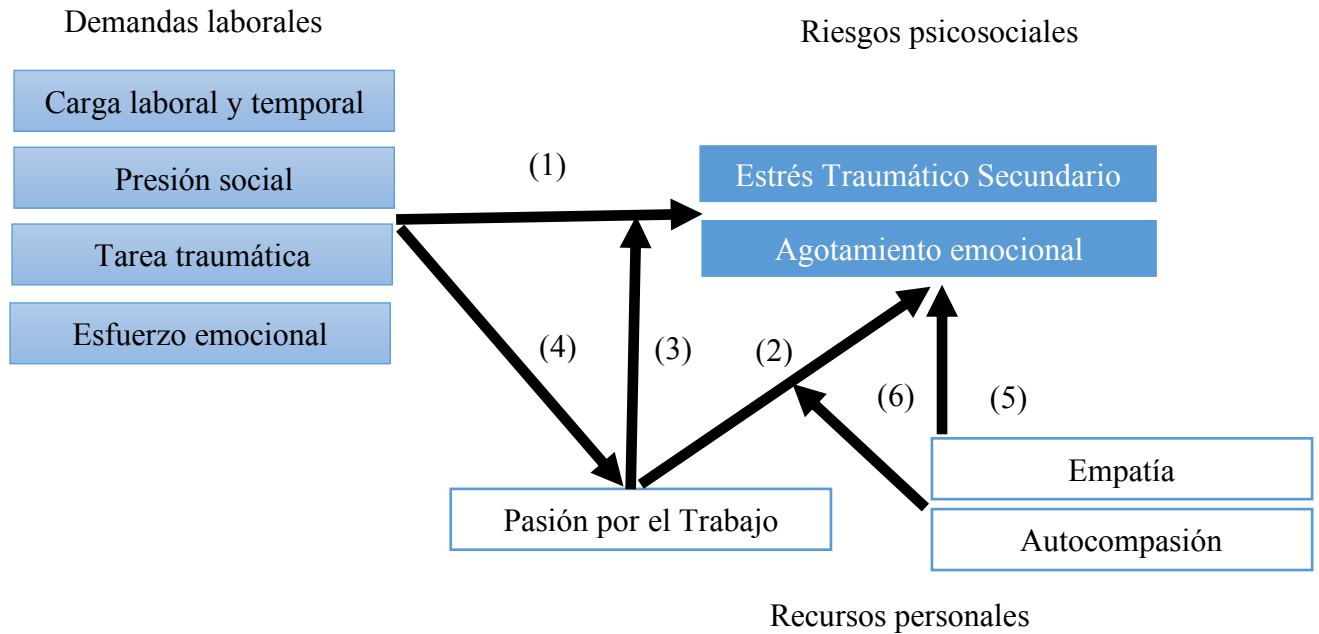 Demandas laborales
Riesgos psicosociales
Carga laboral y temporal
Presión social
Tarea traumática
Esfuerzo emocional
(1)
Estrés Traumático Secundario
Agotamiento emocional
(4)
(3)
(2)
(6)
(5)
Empatía
Autocompasión
Pasión por el Trabajo
Recursos personales